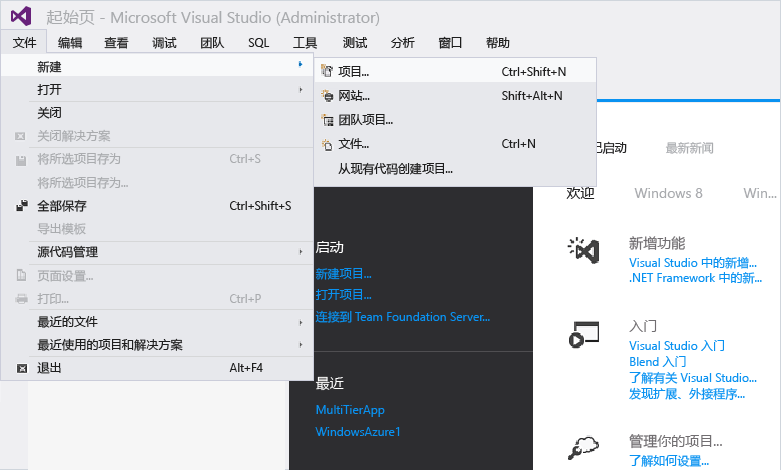 起始页 - Microsoft Visual Studio (Administrator)
文件 编辑 查看 调试 团队 SQL 工具 测试 分析 窗口 帮助
新建
打开
关闭
关闭解决方案
将所选项目存为 Ctrl+S
将所选项目存为...
全部保存 Ctrl+Shift+S
导出模板
源代码管理
页面设置...
打印... Ctrl+P
最近的文件
最近使用的项目和解决方案
退出 Alt+F4
项目... Ctrl+Shift+N
网站... Shift+Alt+N
团队项目...
文件... Ctrl+N
从现有代码创建项目...
启动
新建项目...
打开项目...
连接到 Team Foundation Server...
最近
MultiTierApp
WindowsAzure1
启动 最新新闻
欢迎 Windows 8 Win...
新增功能
Visual Studio 中的新增...
.NET Framework 中的新...
入门
Visual Studio 入门
Blend 入门
了解有关 Visual Studio...
发现扩展、外接程序...
管理你的项目...
了解如何设置...